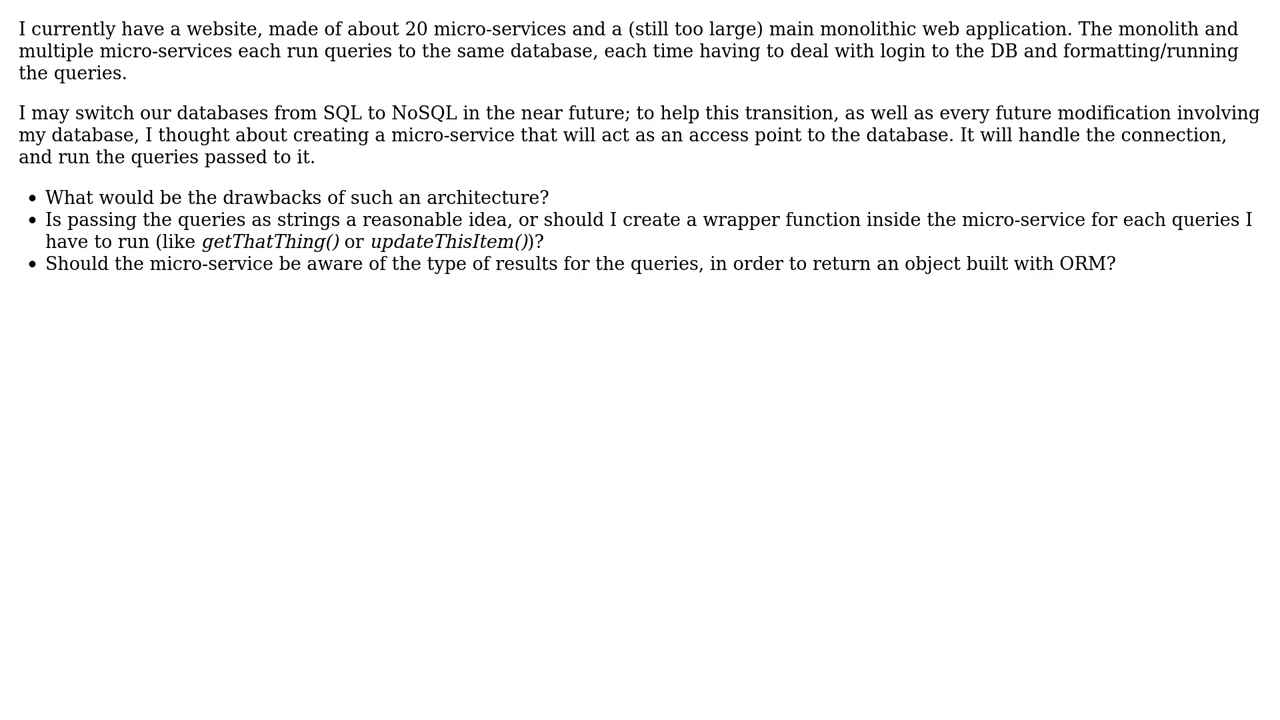 I currently have a website, made of about 20 micro-services and a (still too large) main monolithic web application. The monolith and
multiple micro-services each run queries to the same database, each time having to deal with login to the DB and formatting/running
the queries.
I may switch our databases from SQL to NoSQL in the near future; to help this transition, as well as every future modification involving
my database, I thought about creating a micro-service that will act as an access point to the database. It will handle the connection,
and run the queries passed to it.
• What would be the drawbacks of such an architecture?
• Is passing the queries as strings a reasonable idea, or should I create a wrapper function inside the micro-service for each queries I
have to run (like getThatThing() or updateThisItem())?
• Should the micro-service be aware of the type of results for the queries, in order to return an object built with ORM?